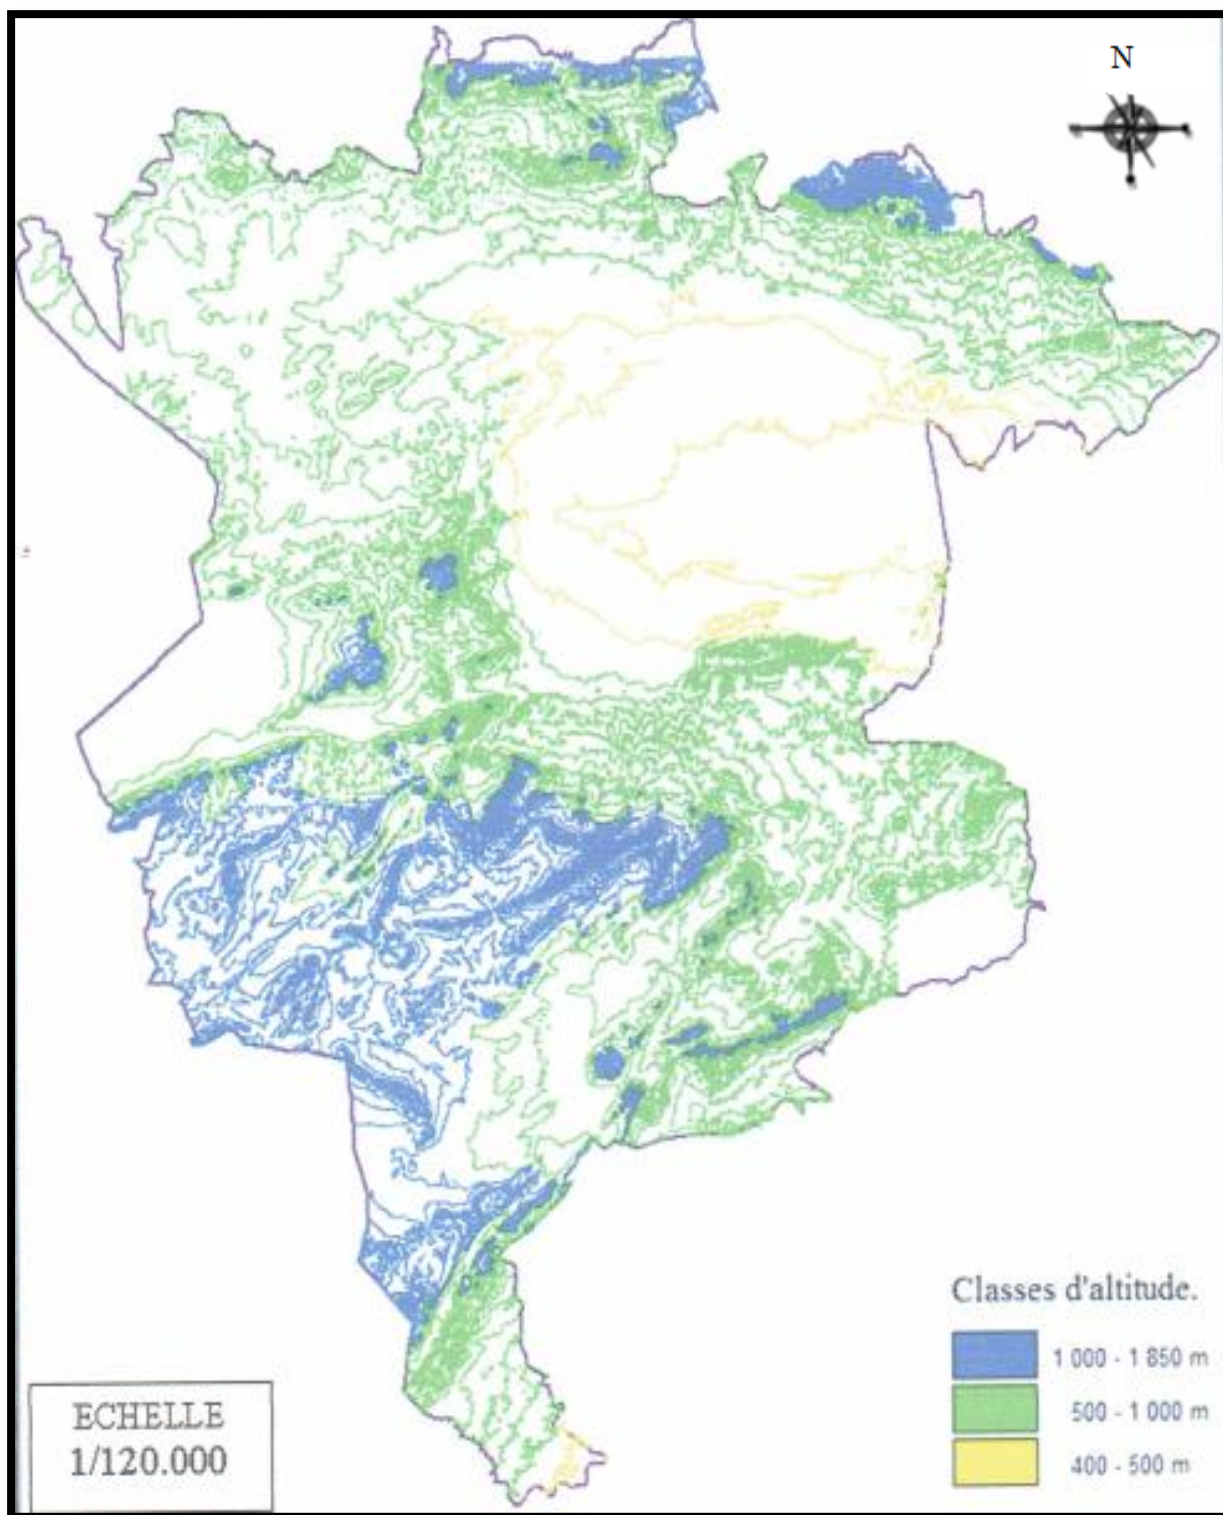 N
Classes d'altitude.
1 000 - 1 850 m
500 - 1 000 m
400 - 500 m
ECHELLE
1/120.000